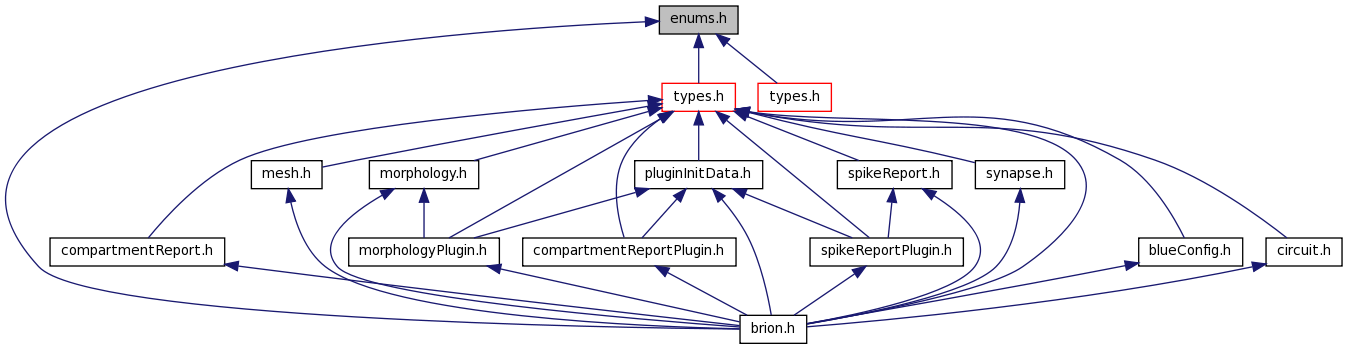 enums.h
types.h
types.h
mesh.h
morphology.h
pluginInitData.h
spikeReport.h
synapse.h
compartmentReport.h
morphologyPlugin.h
compartmentReportPlugin.h
spikeReportPlugin.h
blueConfig.h
circuit.h
brion.h